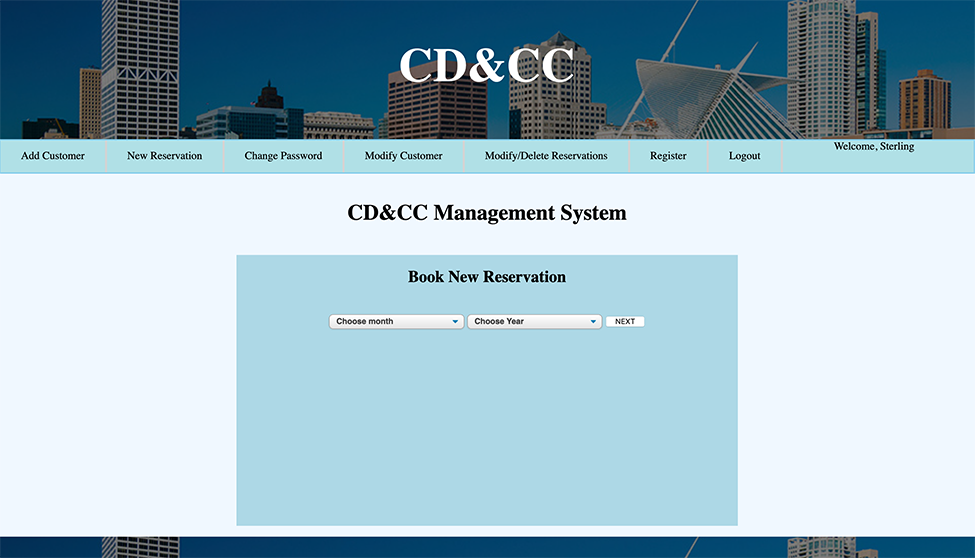 CD&CC
Add Customer New Reservation Change Password Modify Customer Modify/Delete Reservations Register Logout Welcome, Sterling
CD&CC Management System
Book New Reservation
Choose month Choose Year NEXT